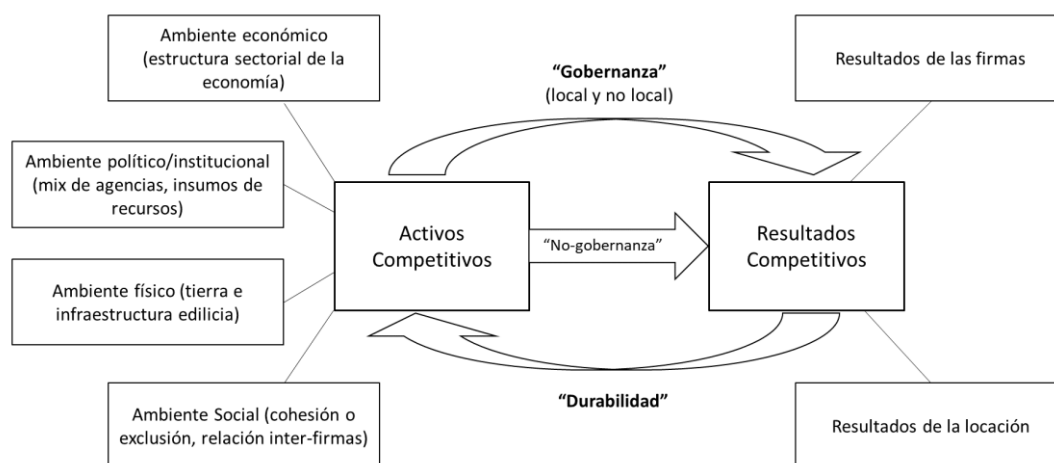 Ambiente económico
(estructura sectorial de la
economía)
Ambiente político/institucional
(mix de agencias, insumos de
recursos)
Ambiente físico (tierra e
infraestructura edilicia)
Ambiente Social (cohesión o
exclusión, relación inter-firmas)
“Gobernanza”
(local y no local)
Activos
Competitivos
“No-gobernanza”
Resultados
Competitivos
“Durabilidad”
Resultados de las firmas
Resultados de la locación